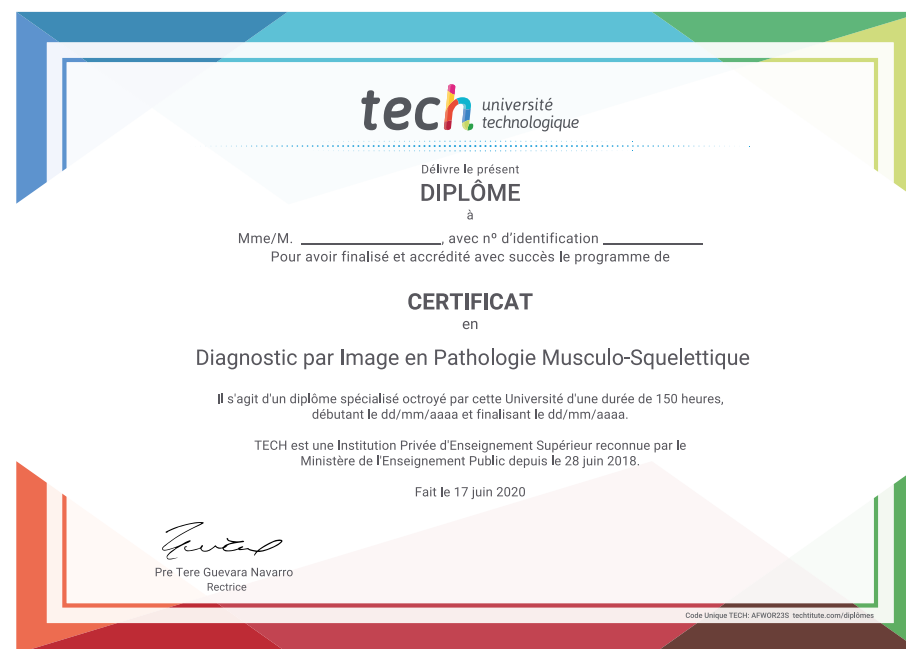 tech université
technologique
Délivre le présent
DIPLÔME
à
Mme/M. ____________________, avec nº d'identification ______________
Pour avoir finalisé et accrédité avec succès le programme de
CERTIFICAT
en
Diagnostic par Image en Pathologie Musculo-Squelettique
Il s'agit d'un diplôme spécialisé octroyé par cette Université d'une durée de 150 heures,
débutant le dd/mm/aaaa et finalisant le dd/mm/aaaa.
TECH est une Institution Privée d'Enseignement Supérieur reconnue par le
Ministère de l'Enseignement Public depuis le 28 juin 2018.
Fait le 17 juin 2020
Pre Tere Guevara Navarro
Rectrice
Code Unique TECH: AFWOR23S techtitute.com/diplômes